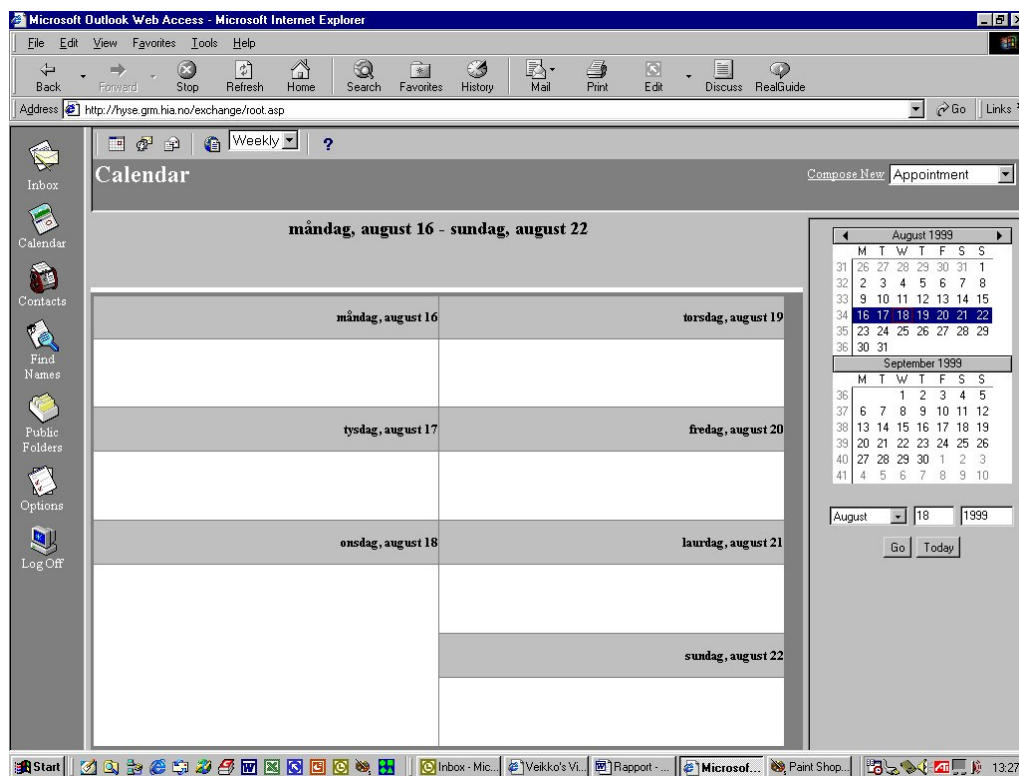 Microsoft Outlook Web Access - Microsoft Internet Explorer
File Edit View Favorites Tools Help
Back Forward Stop Refresh Home Search Favorites History Mail Print Edit Discuss RealGuide
Address http://hyse.grm.hia.no/exchange/root.asp Go Links
Weekly ?
Calendar
Compose New Appointment
Inbox
Calendar
Contacts
Find
Names
Public
Folders
Options
Log Off
måndag, august 16 - sundag, august 22
måndag, august 16
torsdag, august 19
tysdag, august 17
fredag, august 20
onsdag, august 18
laurdag, august 21
sundag, august 22
August 1999
M T W T F S S
31 26 27 28 29 30 31 1
32 2 3 4 5 6 7 8
33 9 10 11 12 13 14 15
34 16 17 18 19 20 21 22
35 23 24 25 26 27 28 29
36 30 31
September 1999
M T W T F S S
36 1 2 3 4 5
37 6 7 8 9 10 11 12
38 13 14 15 16 17 18 19
39 20 21 22 23 24 25 26
40 27 28 29 30 1 2 3
41 4 5 6 7 8 9 10
August 18 1999
Go Today
Start Inbox - Mic... Veikko's Vi... Rapport - ... Microsof... Paint Shop... 13:27